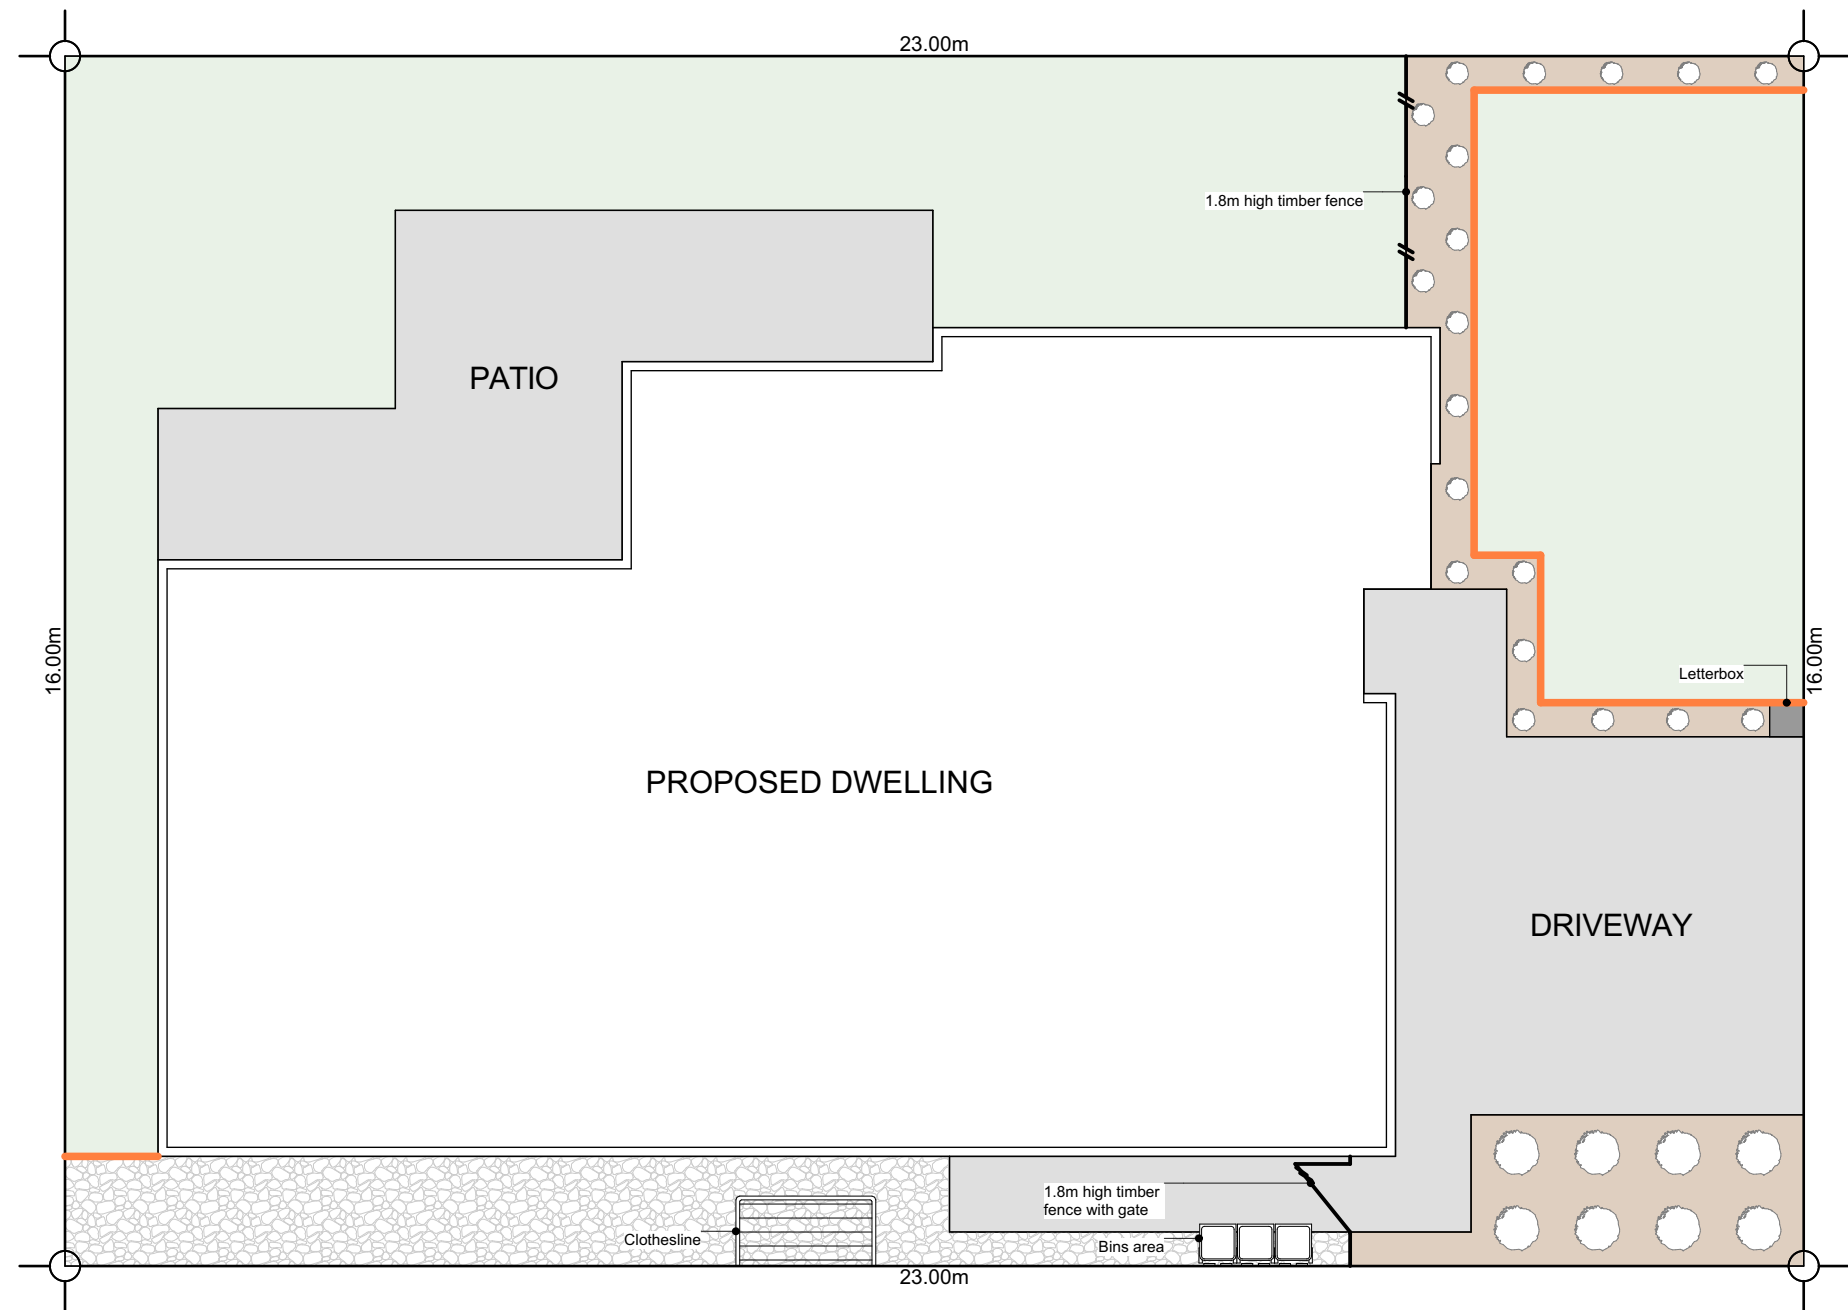 23.00m
1.8m high timber fence
PATIO
16.00m
16.00m
Letterbox
PROPOSED DWELLING
DRIVEWAY
1.8m high timber
fence with gate
Clothesline
Bins area
23.00m